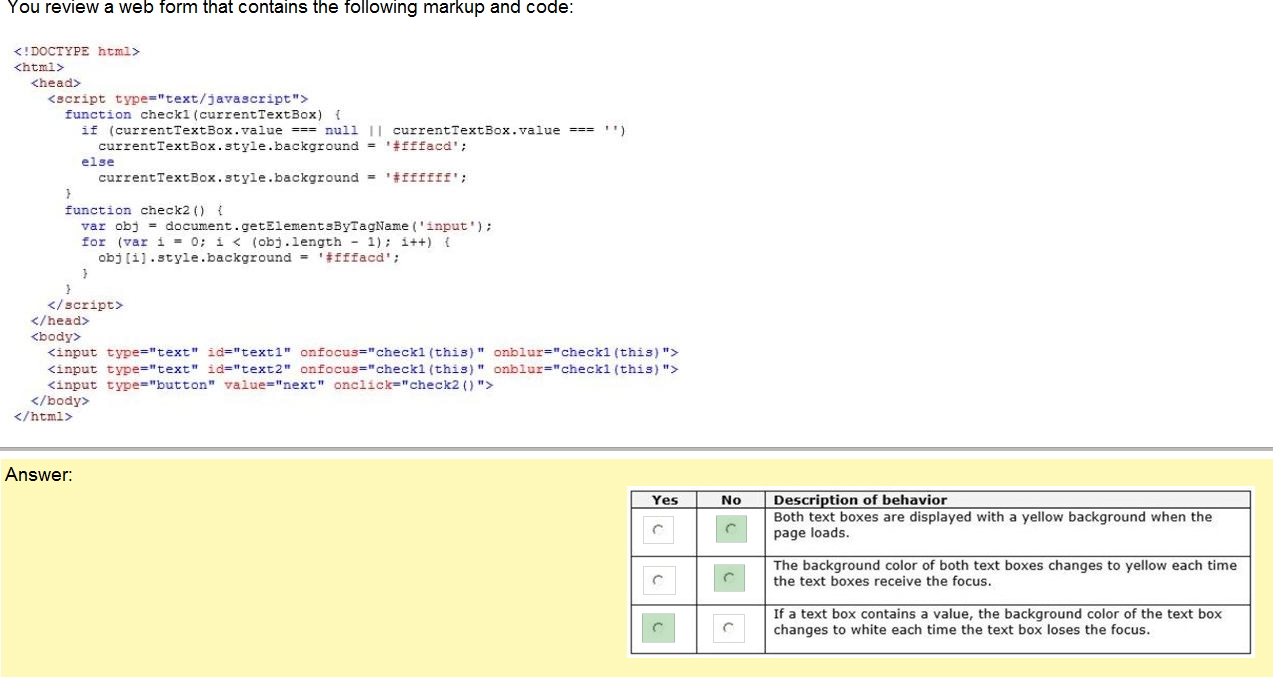 You review a web form that contains the following markup and code:
<!DOCTYPE html>
<html>
<head>
<script type="text/javascript">
function check1(currentTextBox) {
if (currentTextBox.value === null || currentTextBox.value === '')
currentTextBox.style.background = '#fffacd';
else
currentTextBox.style.background = '#ffffff';
}
function check2() {
var obj = document.getElementsByTagName('input');
for (var i = 0; i < (obj.length - 1); i++) {
obj[i].style.background = '#fffacd';
}
}
</script>
</head>
<body>
<input type="text" id="text1" onfocus="check1(this)" onblur="check1(this)">
<input type="text" id="text2" onfocus="check1(this)" onblur="check1(this)">
<input type="button" value="next" onclick="check2()">
</body>
</html>
Answer:
Yes No Description of behavior
Both text boxes are displayed with a yellow background when the
page loads.
The background color of both text boxes changes to yellow each time
the text boxes receive the focus.
If a text box contains a value, the background color of the text box
changes to white each time the text box loses the focus.